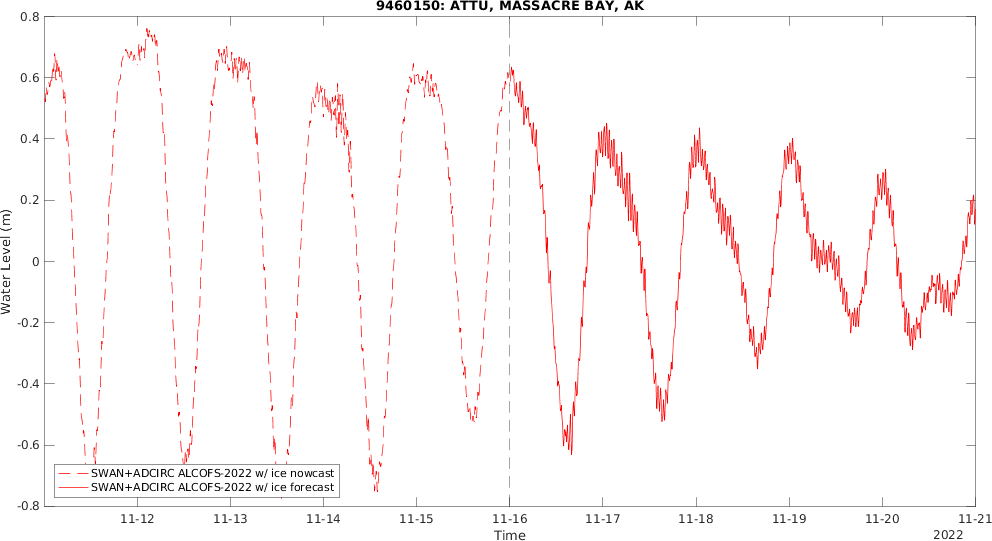 9460150: ATTU, MASSACRE BAY, AK
0.8
0.6
0.4
0.2
0
-0.2
-0.4
-0.6
-0.8
Water Level (m)
SWAN+ADCIRC ALCOFS-2022 w/ ice nowcast
SWAN+ADCIRC ALCOFS-2022 w/ ice forecast
11-12 11-13 11-14 11-15 11-16 11-17 11-18 11-19 11-20 11-21
Time
2022